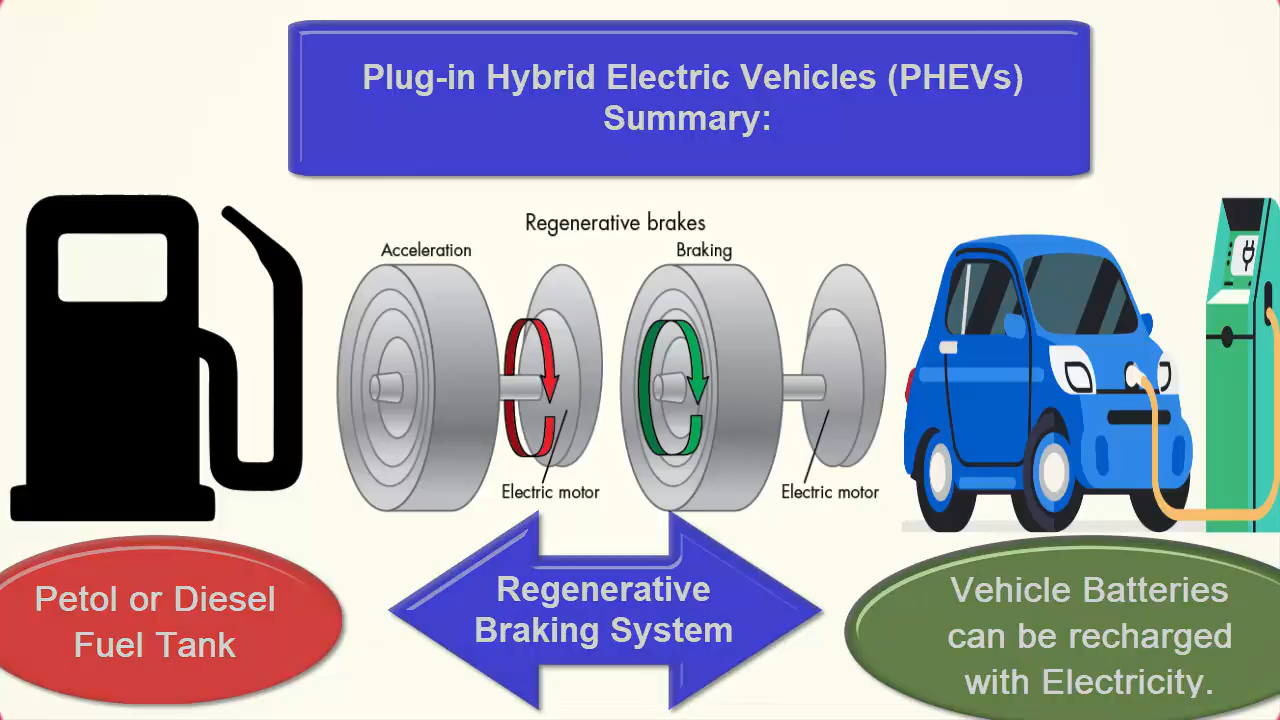 Plug-in Hybrid Electric Vehicles (PHEVs)
Summary:
Regenerative brakes
Acceleration
Braking
Electric motor
Electric motor
Petol or Diesel
Fuel Tank
Regenerative
Braking System
Vehicle Batteries
can be recharged
with Electricity.